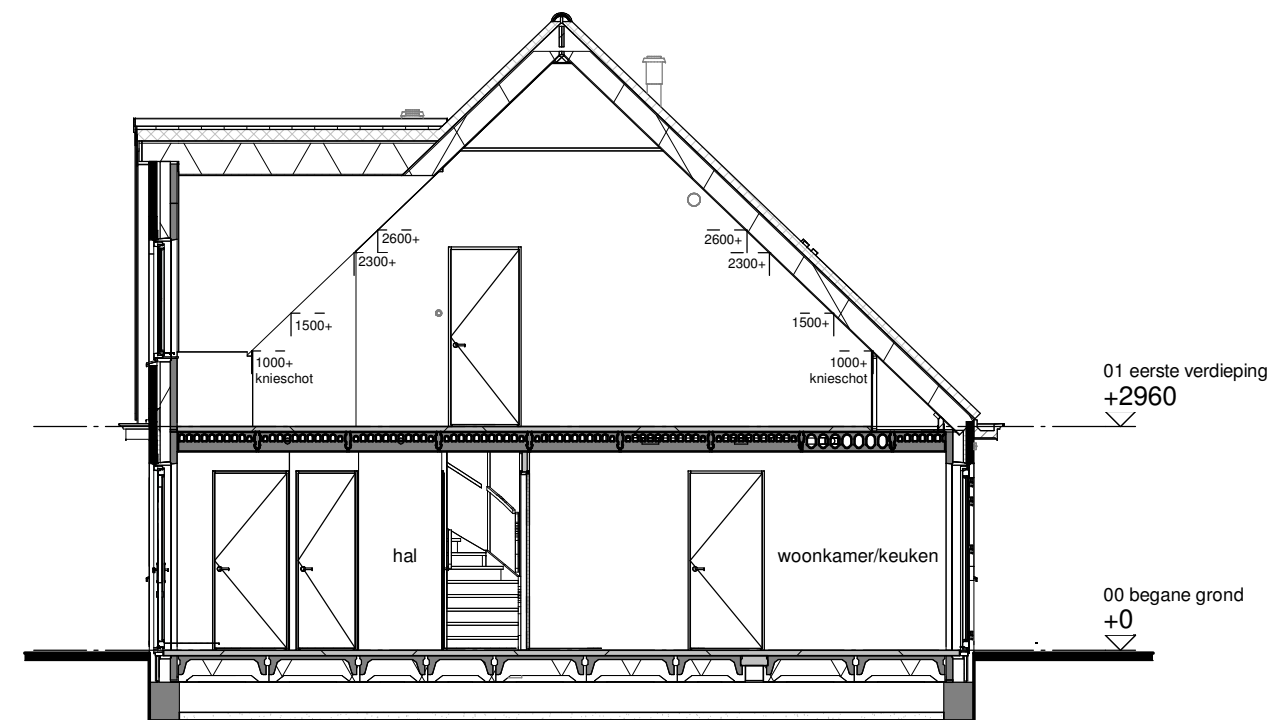 2600+
2300+
1500+
1000+
knieschot
2600+
2300+
1500+
1000+
knieschot
01 eerste verdieping
+2960
hal
woonkamer/keuken
00 begane grond
+0